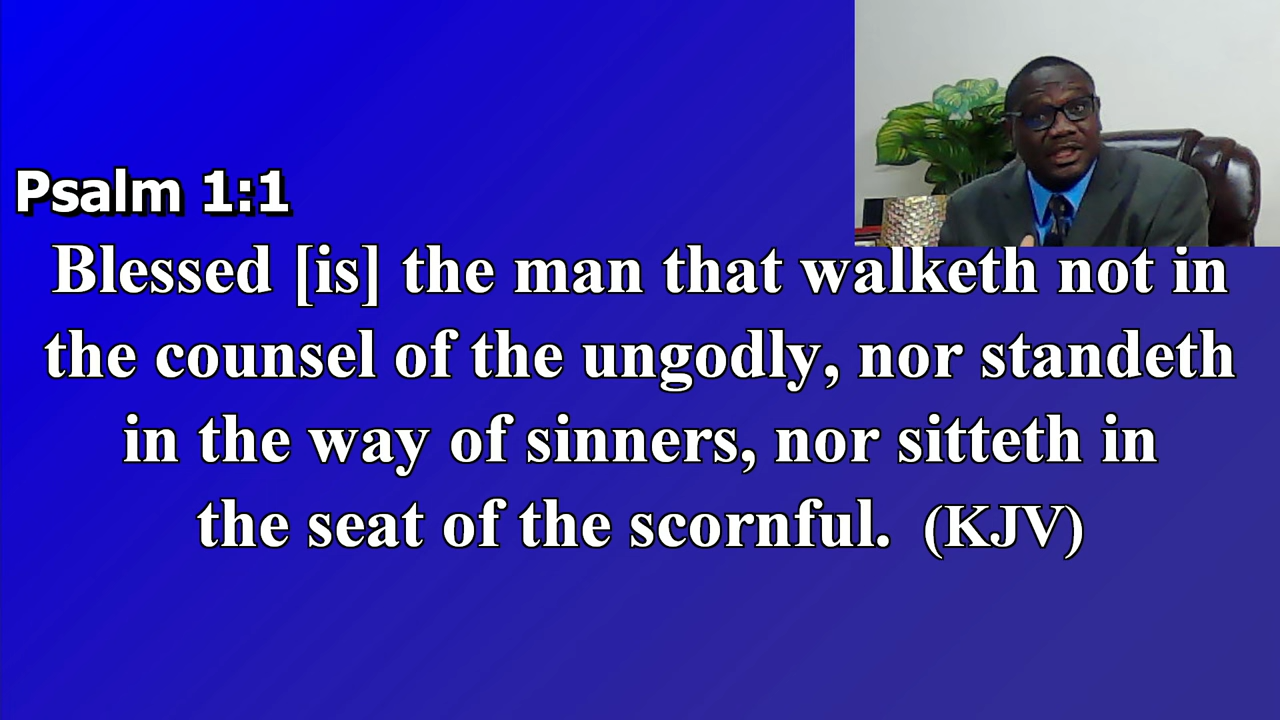 Psalm 1:1
Blessed [is] the man that walketh not in
the counsel of the ungodly, nor standeth
in the way of sinners, nor sitteth in
the seat of the scornful. (KJV)